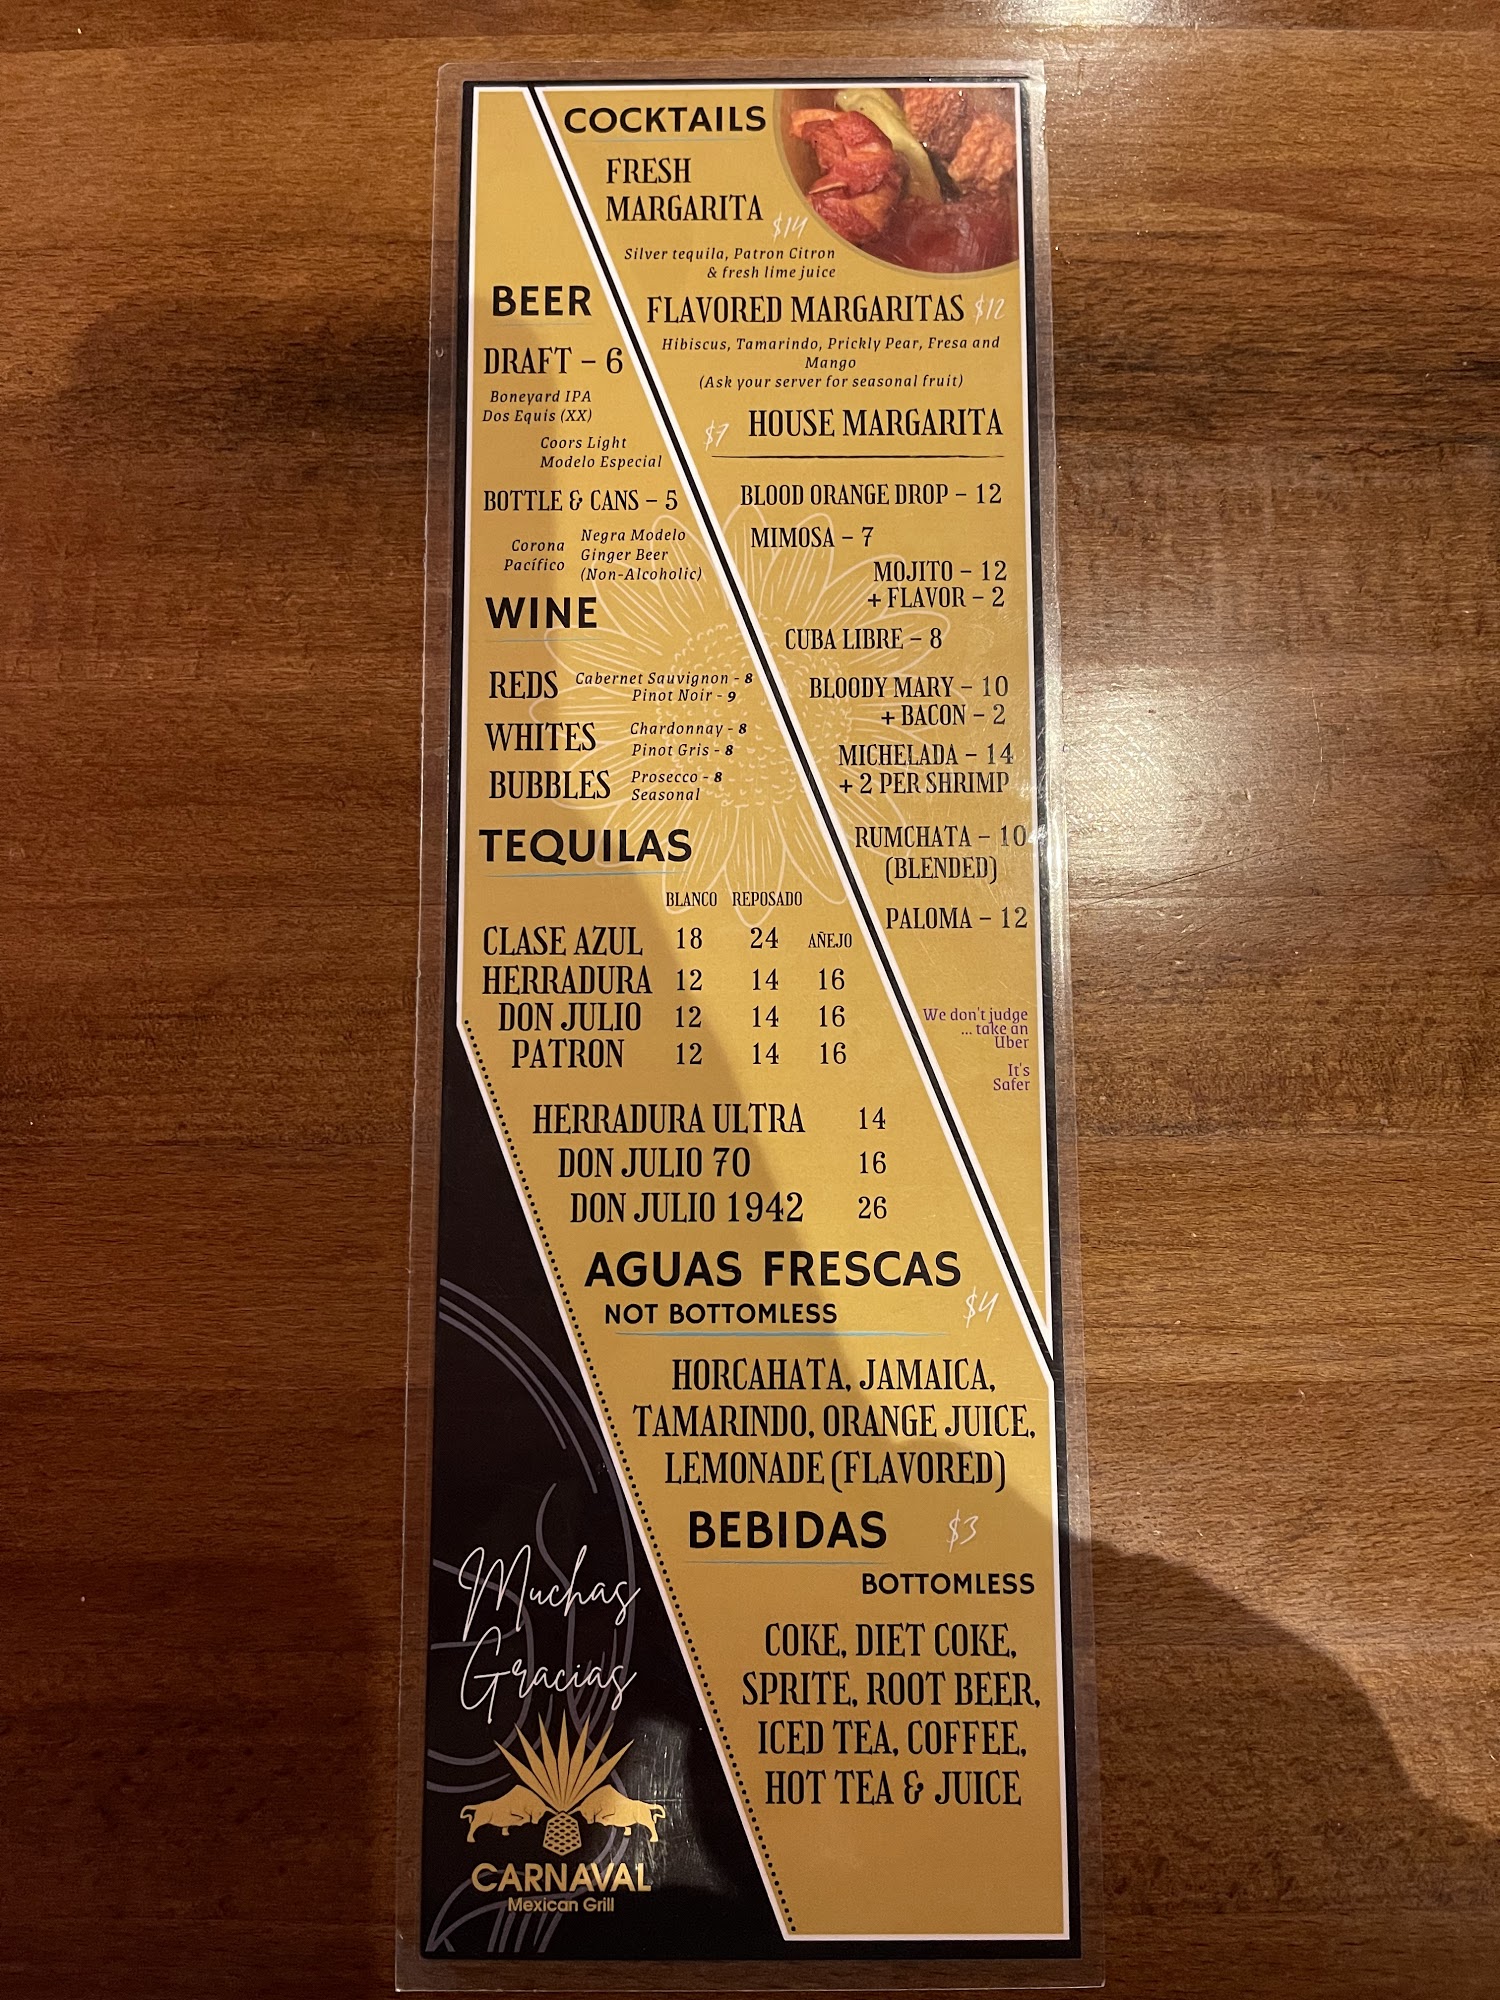 COCKTAILS
FRESH
MARGARITA $14
Silver tequila, Patron Citron
& fresh lime juice
FLAVORED MARGARITAS $12
Hibiscus, Tamarindo, Prickly Pear, Fresa and
Mango
(Ask your server for seasonal fruit)
$7 HOUSE MARGARITA
BLOOD ORANGE DROP – 12
MIMOSA – 7
MOJITO – 12
+ FLAVOR – 2
CUBA LIBRE – 8
BLOODY MARY – 10
+ BACON – 2
MICHELADA – 14
+ 2 PER SHRIMP
RUMCHATA – 10
(BLENDED)
PALOMA – 12
We don't judge
... take an
Uber
It's
Safer
BEER
DRAFT – 6
Boneyard IPA
Dos Equis (XX)
Coors Light
Modelo Especial
BOTTLE & CANS – 5
Corona
Pacífico
Negra Modelo
Ginger Beer
(Non-Alcoholic)
WINE
REDS Cabernet Sauvignon - 8
Pinot Noir - 9
WHITES Chardonnay - 8
Pinot Gris - 8
BUBBLES Prosecco - 8
Seasonal
TEQUILAS
BLANCO REPOSADO
CLASE AZUL 18 24 AÑEJO
HERRADURA 12 14 16
DON JULIO 12 14 16
PATRON 12 14 16
HERRADURA ULTRA 14
DON JULIO 70 16
DON JULIO 1942 26
AGUAS FRESCAS
NOT BOTTOMLESS $4
HORCAHATA, JAMAICA,
TAMARINDO, ORANGE JUICE,
LEMONADE (FLAVORED)
BEBIDAS $3
BOTTOMLESS
COKE, DIET COKE,
SPRITE, ROOT BEER,
ICED TEA, COFFEE,
HOT TEA & JUICE
Muchas
Gracias
CARNAVAL
Mexican Grill